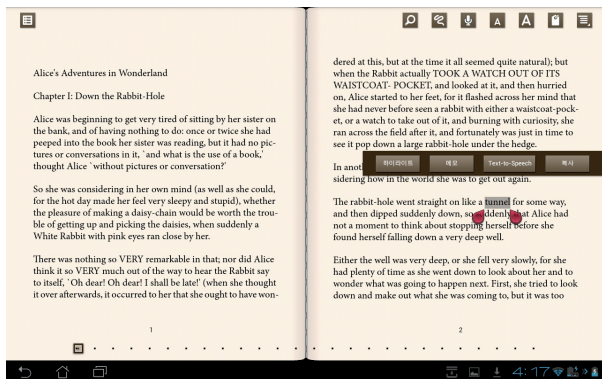 Alice's Adventures in Wonderland
Chapter I: Down the Rabbit-Hole
Alice was beginning to get very tired of sitting by her sister on
the bank, and of having nothing to do: once or twice she had
peeped into the book her sister was reading, but it had no pic-
tures or conversations in it, `and what is the use of a book,'
thought Alice `without pictures or conversation?'
So she was considering in her own mind (as well as she could,
for the hot day made her feel very sleepy and stupid), whether
the pleasure of making a daisy-chain would be worth the trou-
ble of getting up and picking the daisies, when suddenly a
White Rabbit with pink eyes ran close by her.
There was nothing so VERY remarkable in that; nor did Alice
think it so VERY much out of the way to hear the Rabbit say
to itself, `Oh dear! Oh dear! I shall be late!' (when she thought
it over afterwards, it occurred to her that she ought to have won-
1
A A
dered at this, but at the time it all seemed quite natural); but
when the Rabbit actually TOOK A WATCH OUT OF ITS
WAISTCOAT- POCKET, and looked at it, and then hurried
on, Alice started to her feet, for it flashed across her mind that
she had never before seen a rabbit with either a waistcoat-pock-
et, or a watch to take out of it, and burning with curiosity, she
ran across the field after it, and fortunately was just in time to
see it pop down a large rabbit-hole under the hedge.
하이라이트 메모 Text-to-Speech 복사
In anot
sidering how in the world she was to get out again.
The rabbit-hole went straight on like a tunnel for some way,
and then dipped suddenly down, so suddenly that Alice had
not a moment to think about stopping herself before she
found herself falling down a very deep well.
Either the well was very deep, or she fell very slowly, for she
had plenty of time as she went down to look about her and to
wonder what was going to happen next. First, she tried to look
down and make out what she was coming to, but it was too
2
4:17